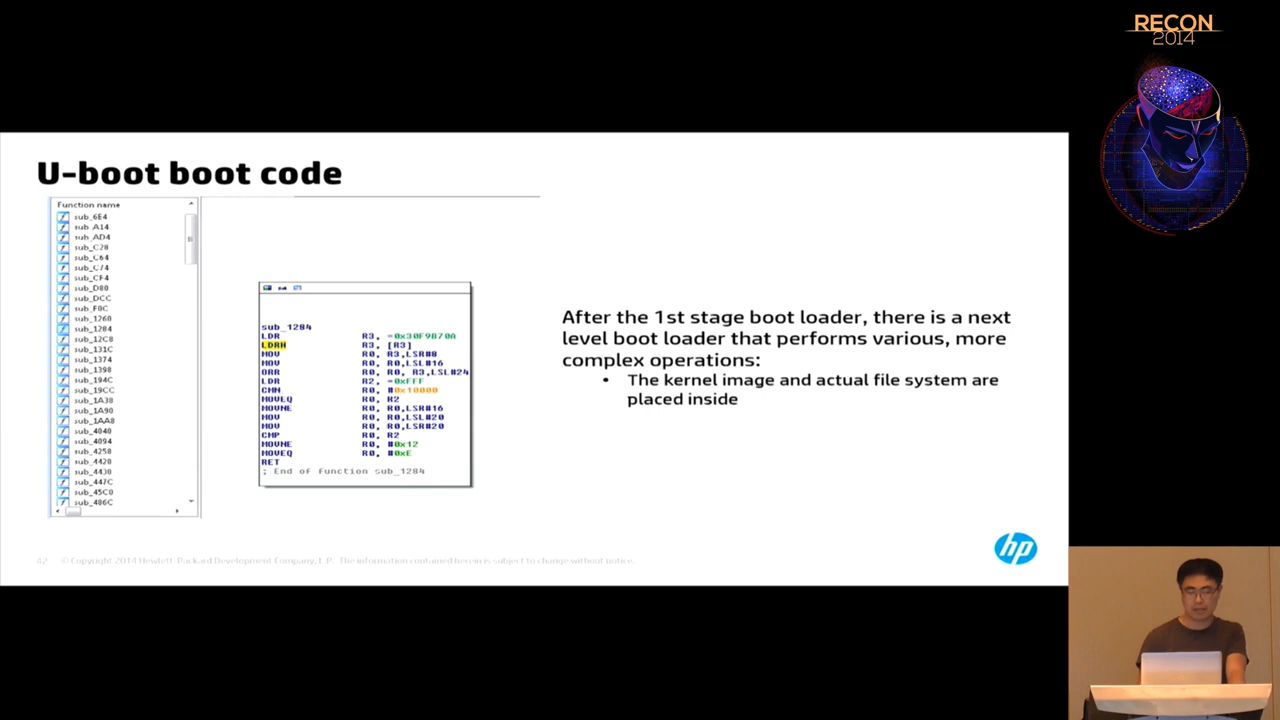 RECON
2014
U-boot boot code
Function name
sub_6E4
sub_A14
sub_AD4
sub_C28
sub_C64
sub_C74
sub_CF4
sub_D80
sub_DCC
sub_F0C
sub_1260
sub_1284
sub_12C8
sub_131C
sub_1374
sub_1398
sub_194C
sub_19CC
sub_1A38
sub_1A90
sub_1AA8
sub_4040
sub_4094
sub_4258
sub_4428
sub_4438
sub_447C
sub_45C0
sub_486C
sub_1284
LDR R3, =0x30F9B70A
LDRH R3, [R3]
MOV R0, R3,LSR#8
MOV R0, R0,LSL#16
ORR R0, R0, R3,LSL#24
LDR R2, =0xFFF
CMN R0, #0x10000
MOVEQ R0, R2
MOVNE R0, R0,LSR#16
MOV R0, R0,LSL#20
MOV R0, R0,LSR#20
CMP R0, R2
MOVNE R0, #0x12
MOVEQ R0, #0xE
RET
; End of function sub_1284
After the 1st stage boot loader, there is a next
level boot loader that performs various, more
complex operations:
• The kernel image and actual file system are
placed inside
42 © Copyright 2014 Hewlett-Packard Development Company, L.P. The information contained herein is subject to change without notice.
hp